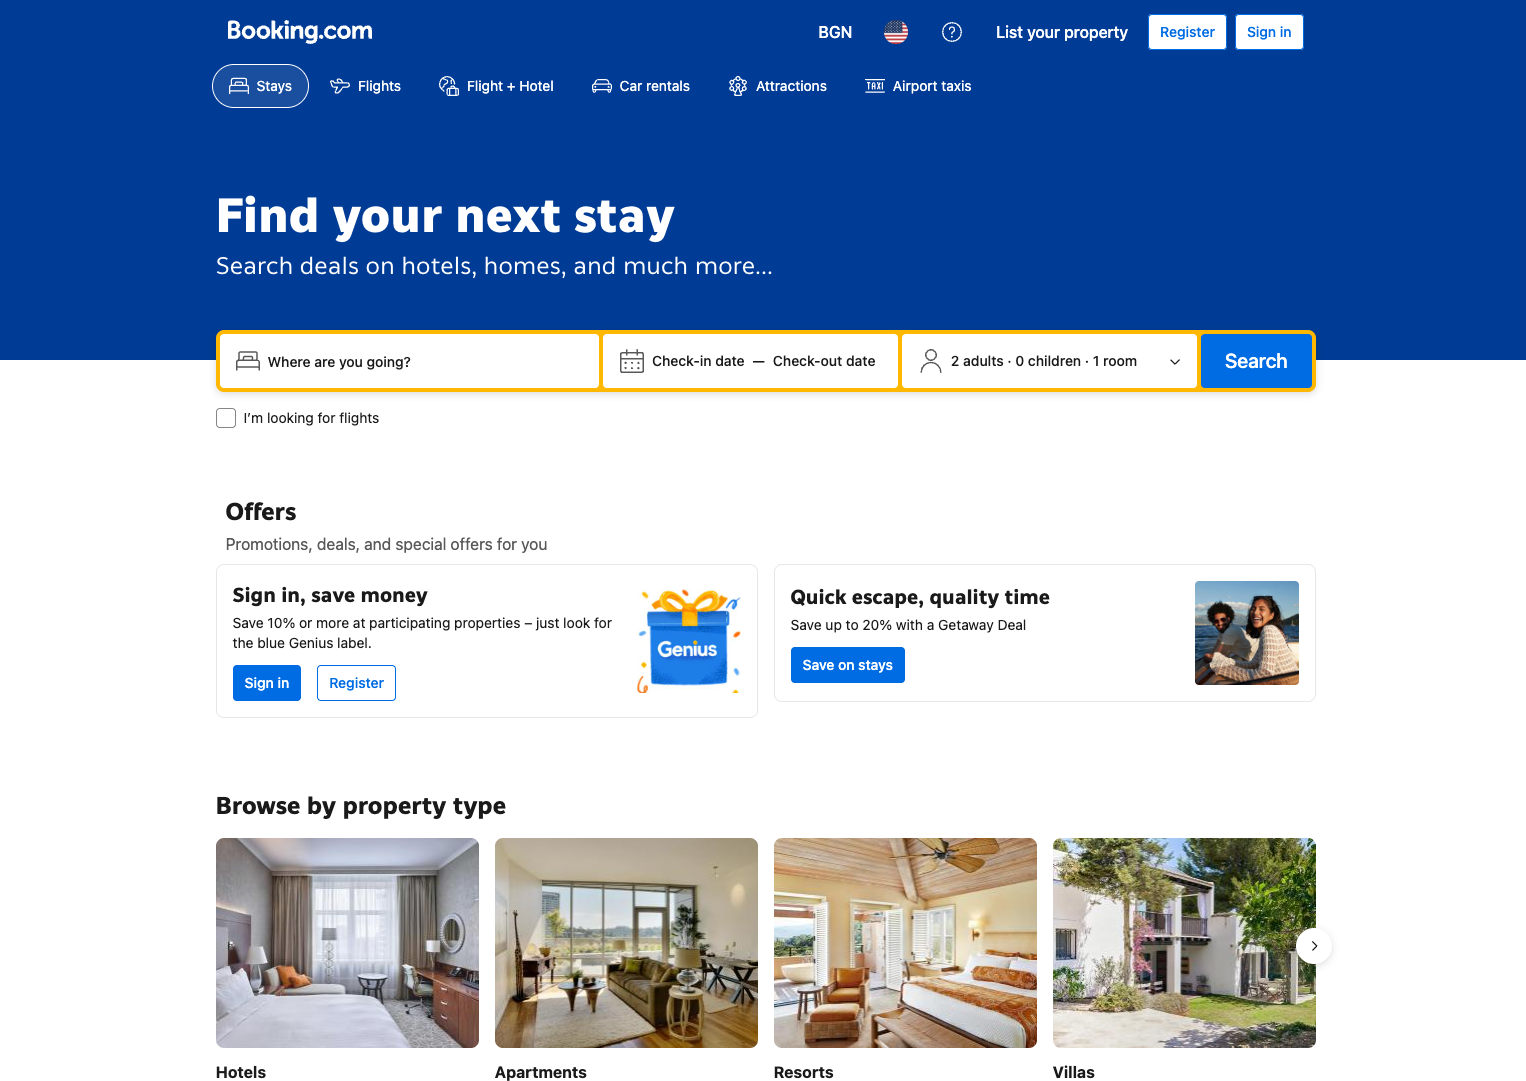 Booking.com
BGN
List your property
Register
Sign in
Stays
Flights
Flight + Hotel
Car rentals
Attractions
TAXI
Airport taxis
Find your next stay
Search deals on hotels, homes, and much more...
Where are you going?
Check-in date — Check-out date
2 adults · 0 children · 1 room
Search
I'm looking for flights
Offers
Promotions, deals, and special offers for you
Sign in, save money
Save 10% or more at participating properties – just look for
the blue Genius label.
Sign in
Register
Genius
Quick escape, quality time
Save up to 20% with a Getaway Deal
Save on stays
Browse by property type
Hotels
Apartments
Resorts
Villas